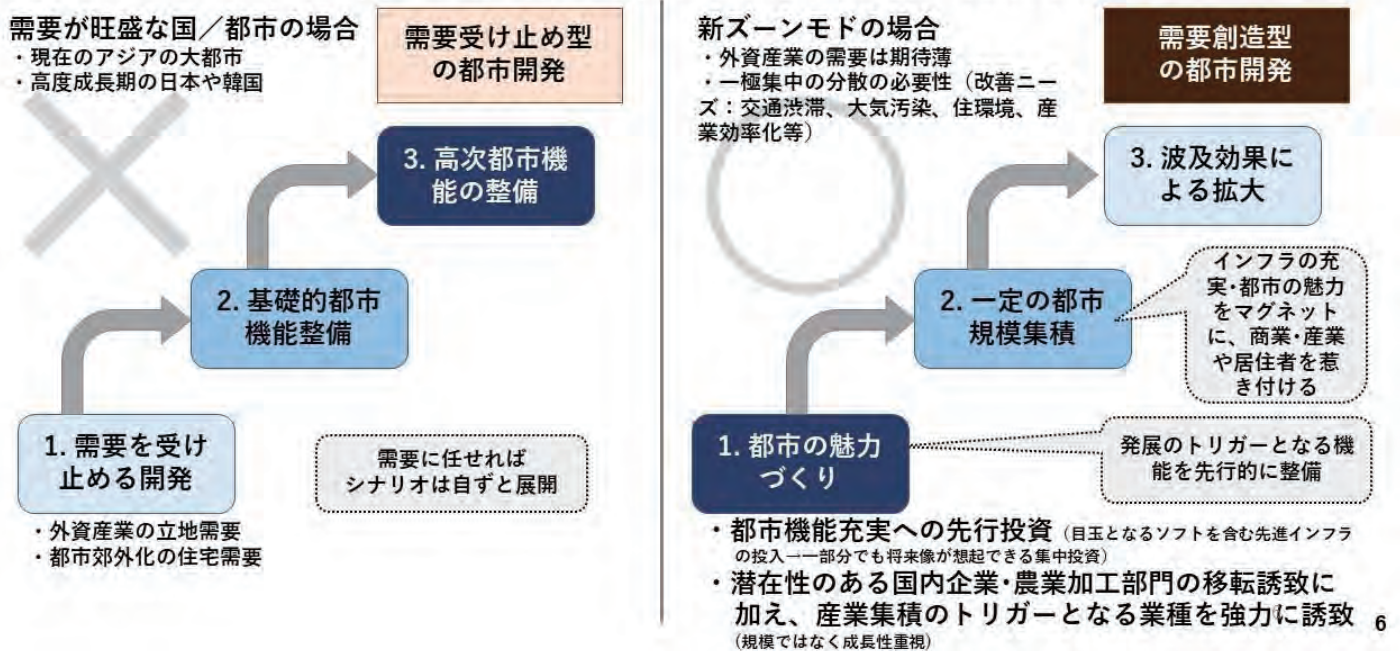 需要が旺盛な国／都市の場合
・現在のアジアの大都市
・高度成長期の日本や韓国
需要受け止め型
の都市開発
3. 高次都市機
能の整備
2. 基礎的都市
機能整備
1. 需要を受け
止める開発
需要に任せれば
シナリオは自ずと展開
・外資産業の立地需要
・都市郊外化の住宅需要
新ズーンモドの場合
・外資産業の需要は期待薄
・一極集中の分散の必要性（改善ニー
ズ：交通渋滞、大気汚染、住環境、産
業効率化等）
需要創造型
の都市開発
3. 波及効果に
よる拡大
2. 一定の都市
規模集積
インフラの充
実･都市の魅力
をマグネット
に、商業･産業
や居住者を惹
き付ける
1. 都市の魅力
づくり
発展のトリガーとなる機
能を先行的に整備
・都市機能充実への先行投資（目玉となるソフトを含む先進インフラ
の投入→一部分でも将来像が想起できる集中投資）
・潜在性のある国内企業･農業加工部門の移転誘致に
加え、産業集積のトリガーとなる業種を強力に誘致
(規模ではなく成長性重視)
6